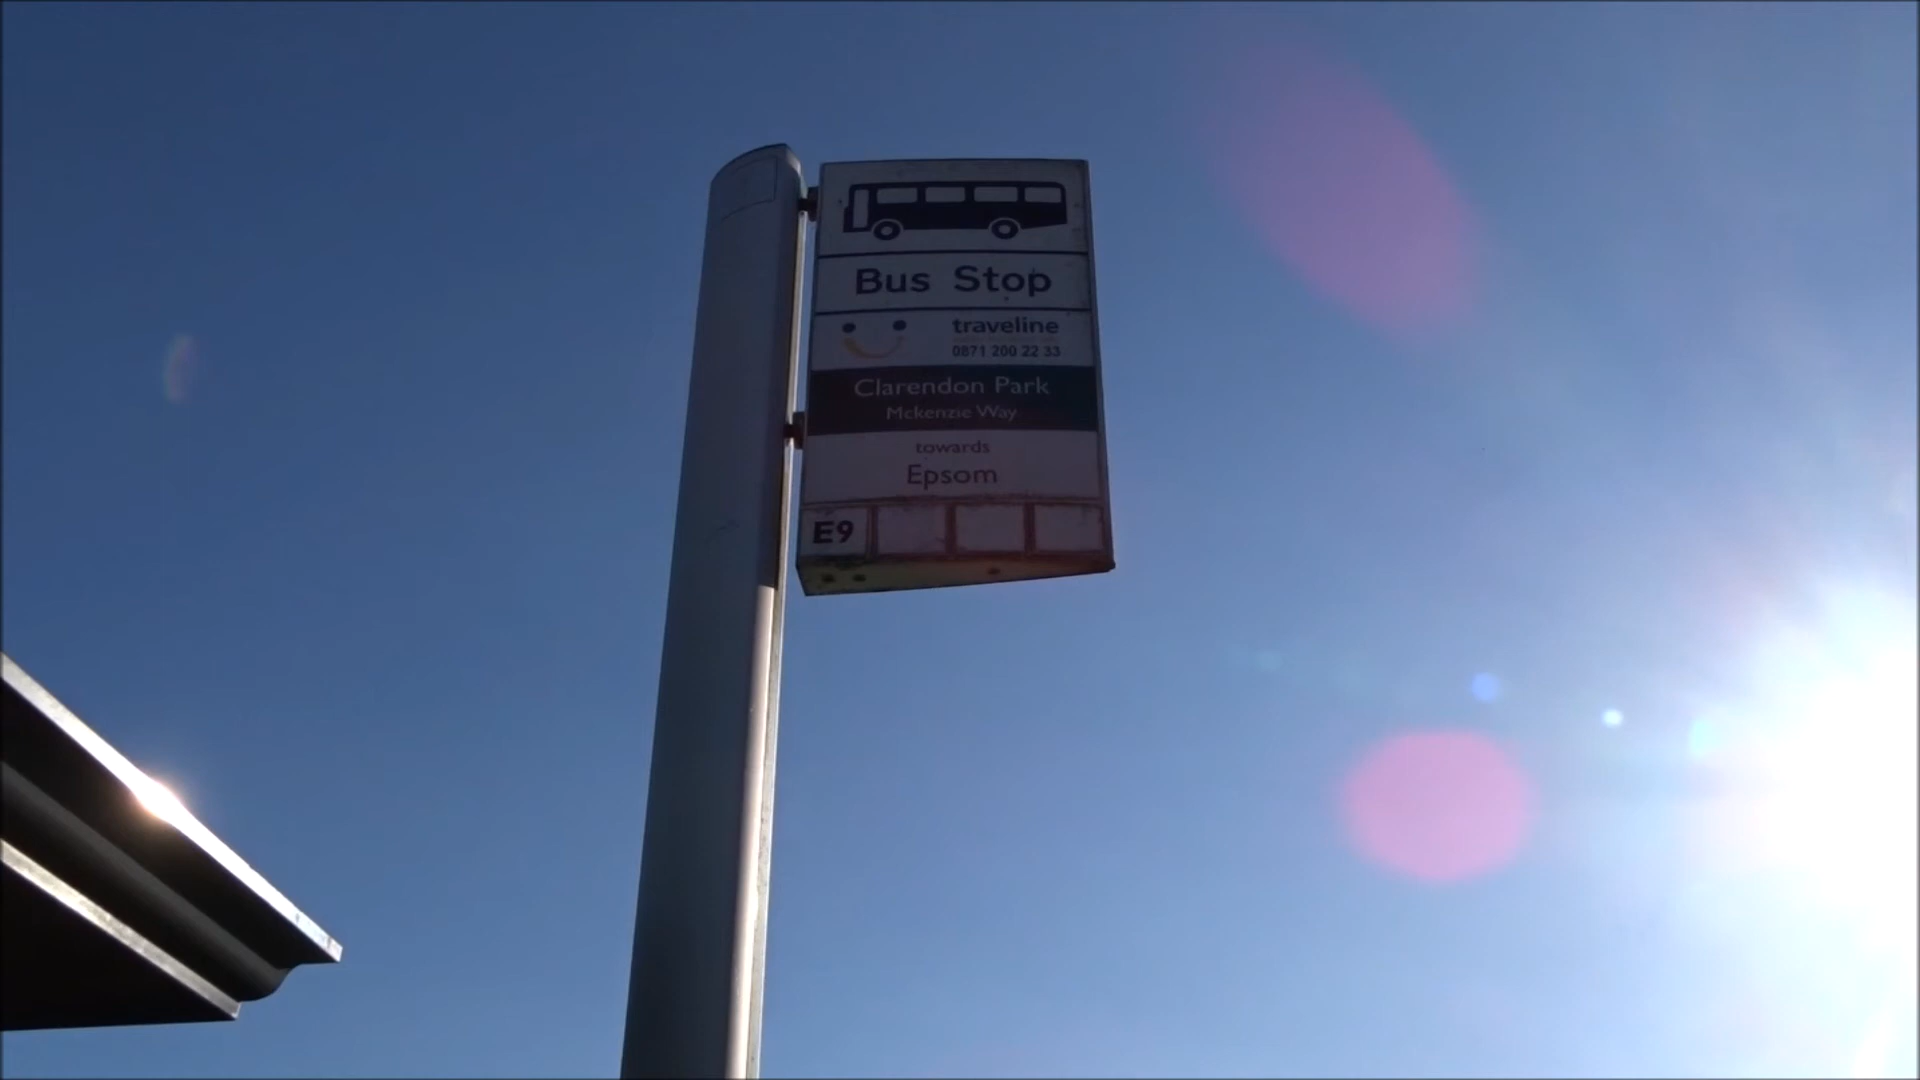 Bus Stop
traveline
0871 200 22 33
Clarendon Park
Mckenzie Way
towards
Epsom
E9